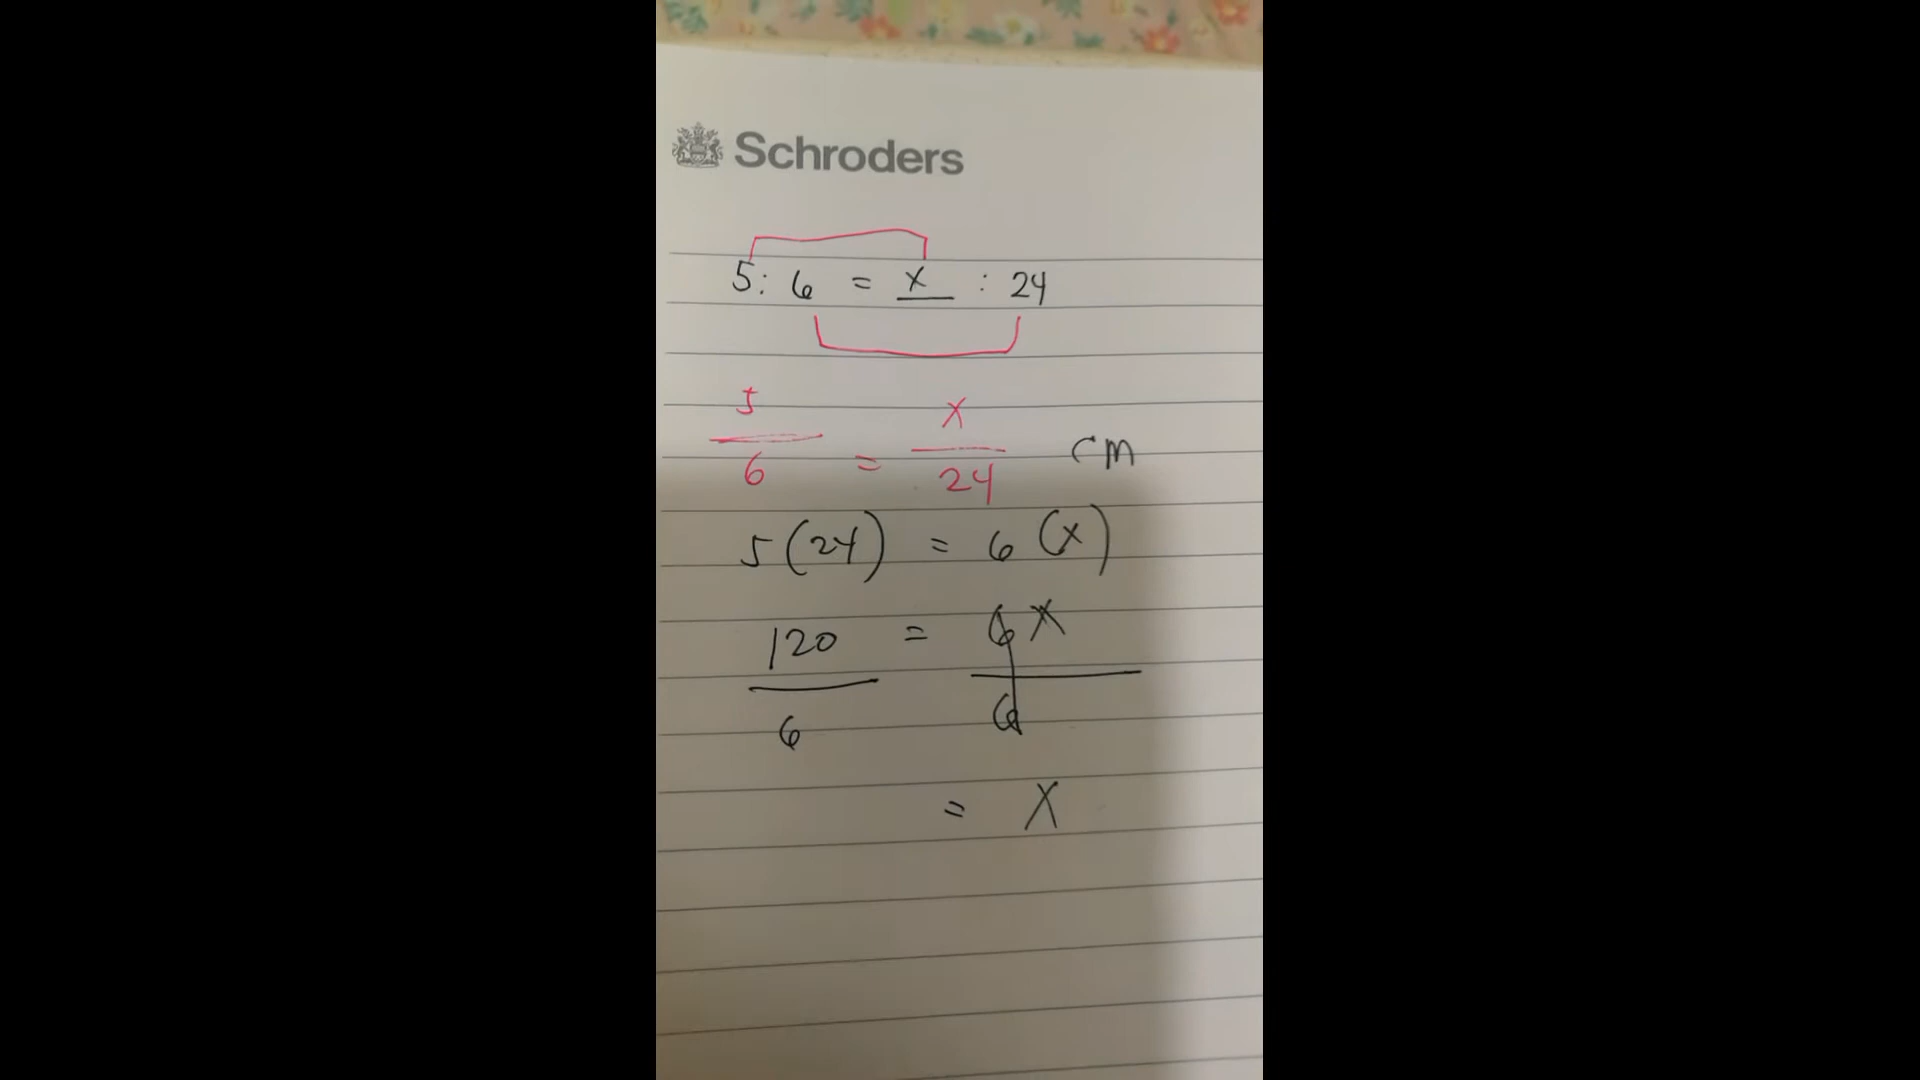 Schroders
5 : 6 = x : 24
5/6 = x/24 CM
5(24) = 6(x)
120/6 = 6x/6
= x